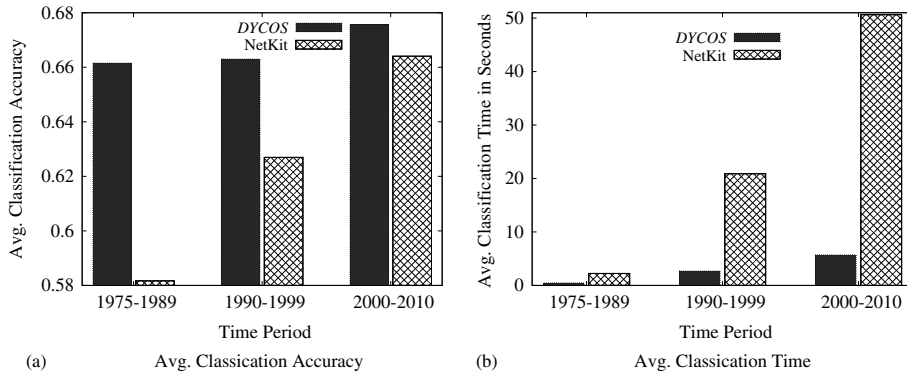 Avg. Classification Accuracy
0.68
0.66
0.64
0.62
0.6
0.58
DYCOS
NetKit
1975-1989
1990-1999
2000-2010
Time Period
(a) Avg. Classication Accuracy
Avg. Classification Time in Seconds
50
40
30
20
10
0
DYCOS
NetKit
1975-1989
1990-1999
2000-2010
Time Period
(b) Avg. Classication Time